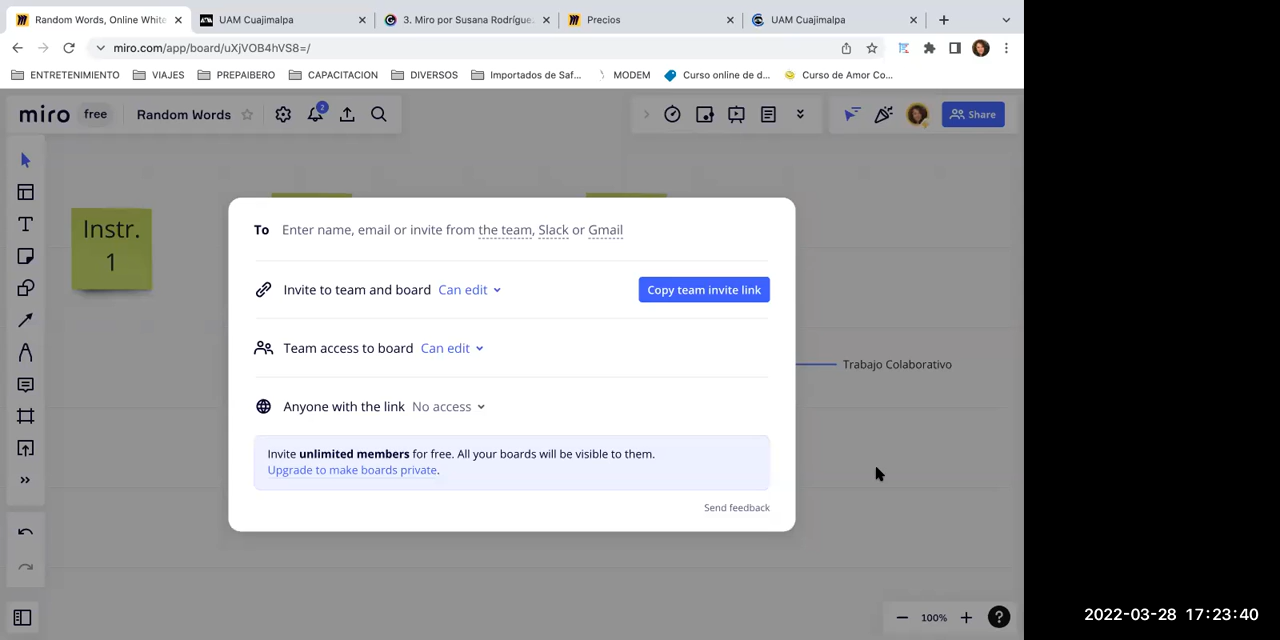 Random Words, Online White
UAM Cuajimalpa
3. Miro por Susana Rodríguez
Precios
UAM Cuajimalpa
miro.com/app/board/uXjVOB4hVS8=/
ENTRETENIMIENTO
VIAJES
PREPAIBERO
CAPACITACION
DIVERSOS
Importados de Saf...
MODEM
Curso online de d...
Curso de Amor Co...
miro
free
Random Words
2
Share
Instr.
1
To
Enter name, email or invite from the team, Slack or Gmail
Invite to team and board
Can edit
Copy team invite link
Team access to board
Can edit
Trabajo Colaborativo
Anyone with the link
No access
Invite unlimited members for free. All your boards will be visible to them.
Upgrade to make boards private.
Send feedback
100%
2022-03-28 17:23:40